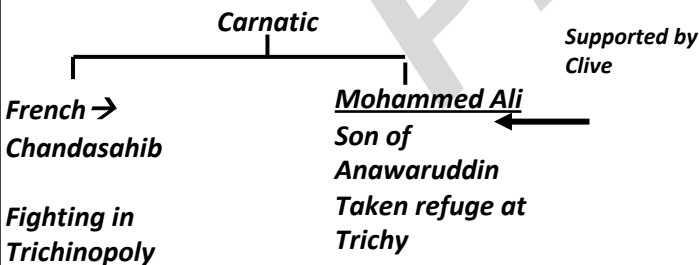 Carnatic
Supported by
Clive
French →
Chandasahib
Fighting in
Trichinopoly
Mohammed Ali
Son of
Anawaruddin
Taken refuge at
Trichy